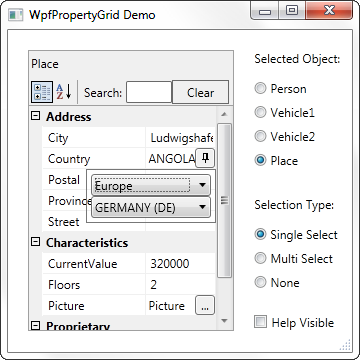 WpfPropertyGrid Demo
Place
Search:
Clear
Address
City Ludwigshafe
Country ANGOLA
Postal
Europe
Province
GERMANY (DE)
Street
Characteristics
CurrentValue 320000
Floors 2
Picture Picture ...
Proprietary
Selected Object:
Person
Vehicle1
Vehicle2
Place
Selection Type:
Single Select
Multi Select
None
Help Visible